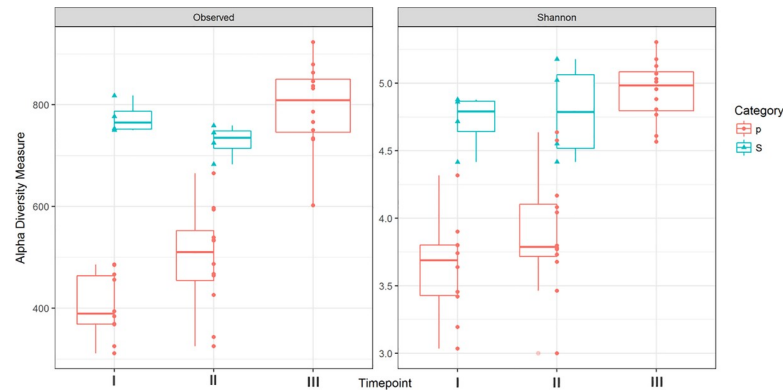 Observed
Shannon
Alpha Diversity Measure
800
600
400
5.0
4.5
4.0
3.5
3.0
I
II
III
Timepoint
I
II
III
Category
p
S